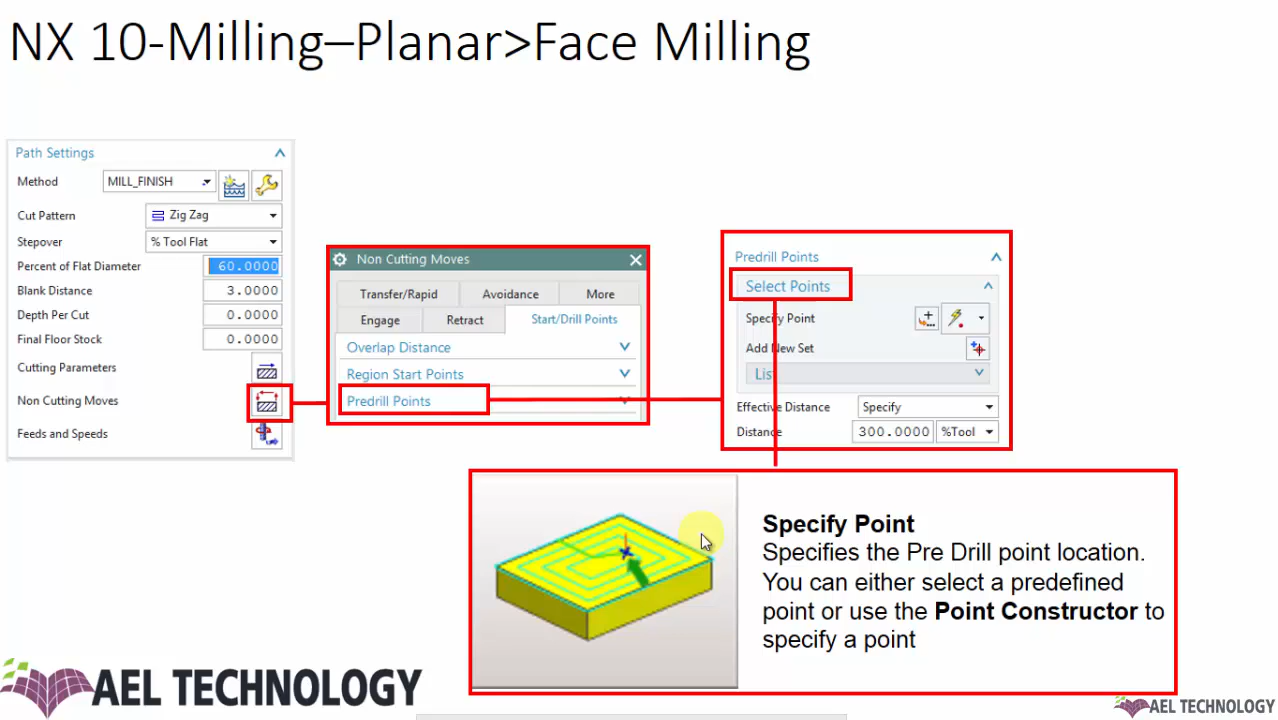 NX 10-Milling–Planar>Face Milling
Path Settings
Method MILL_FINISH
Cut Pattern Zig Zag
Stepover % Tool Flat
Percent of Flat Diameter 60.0000
Blank Distance 3.0000
Depth Per Cut 0.0000
Final Floor Stock 0.0000
Cutting Parameters
Non Cutting Moves
Feeds and Speeds
Non Cutting Moves
Transfer/Rapid Avoidance More
Engage Retract Start/Drill Points
Overlap Distance
Region Start Points
Predrill Points
Predrill Points
Select Points
Specify Point
Add New Set
List
Effective Distance Specify
Distance 300.0000 %Tool
Specify Point
Specifies the Pre Drill point location.
You can either select a predefined
point or use the Point Constructor to
specify a point
AEL TECHNOLOGY
AEL TECHNOLOGY